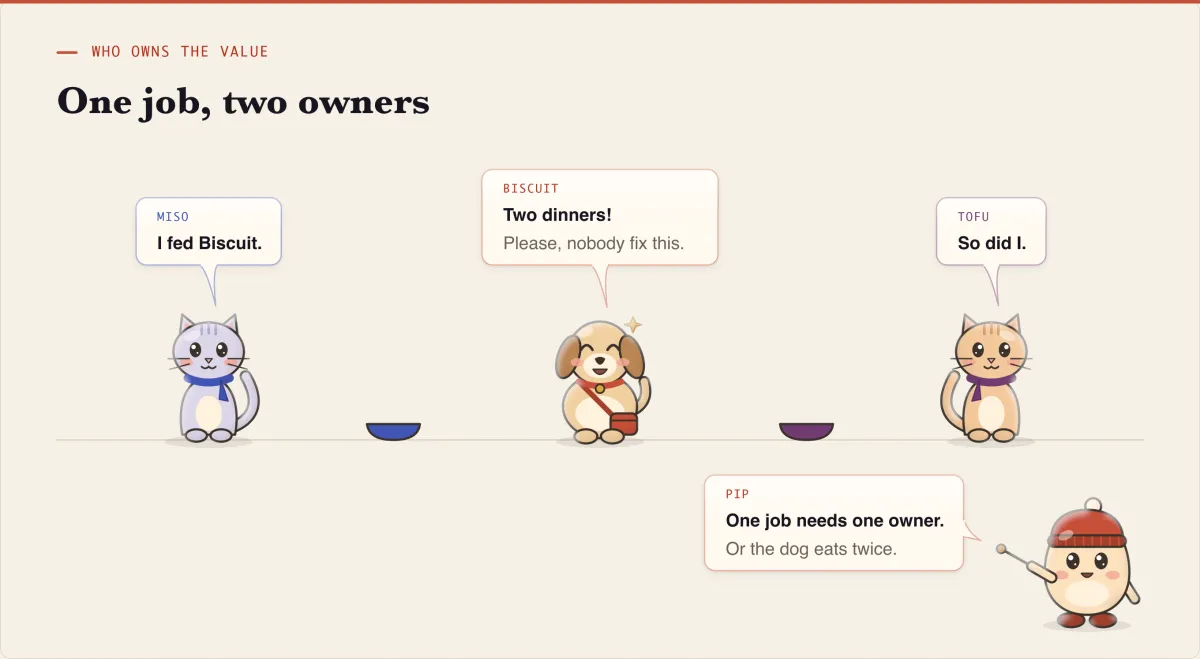 WHO OWNS THE VALUE
One job, two owners
MISO
I fed Biscuit.
BISCUIT
Two dinners!
Please, nobody fix this.
TOFU
So did I.
PIP
One job needs one owner.
Or the dog eats twice.